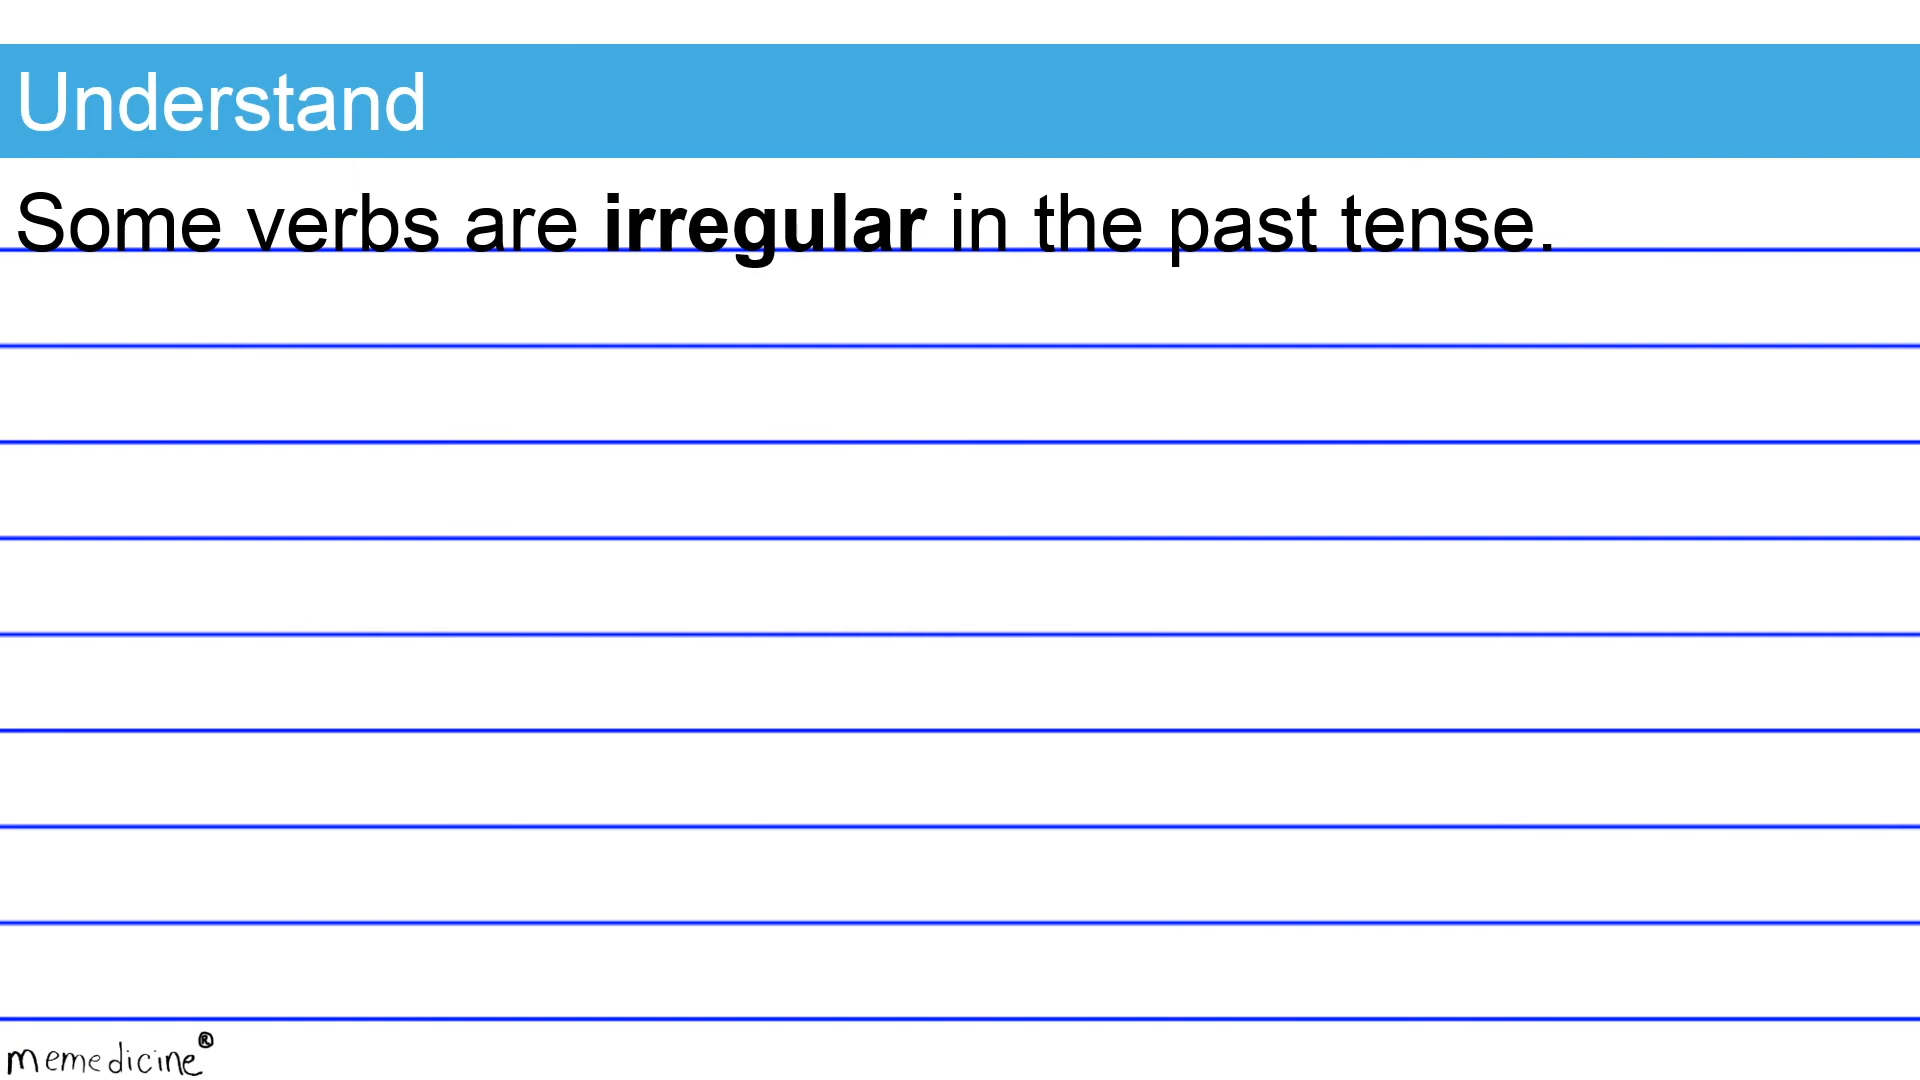 Understand
Some verbs are irregular in the past tense.
memedicine®